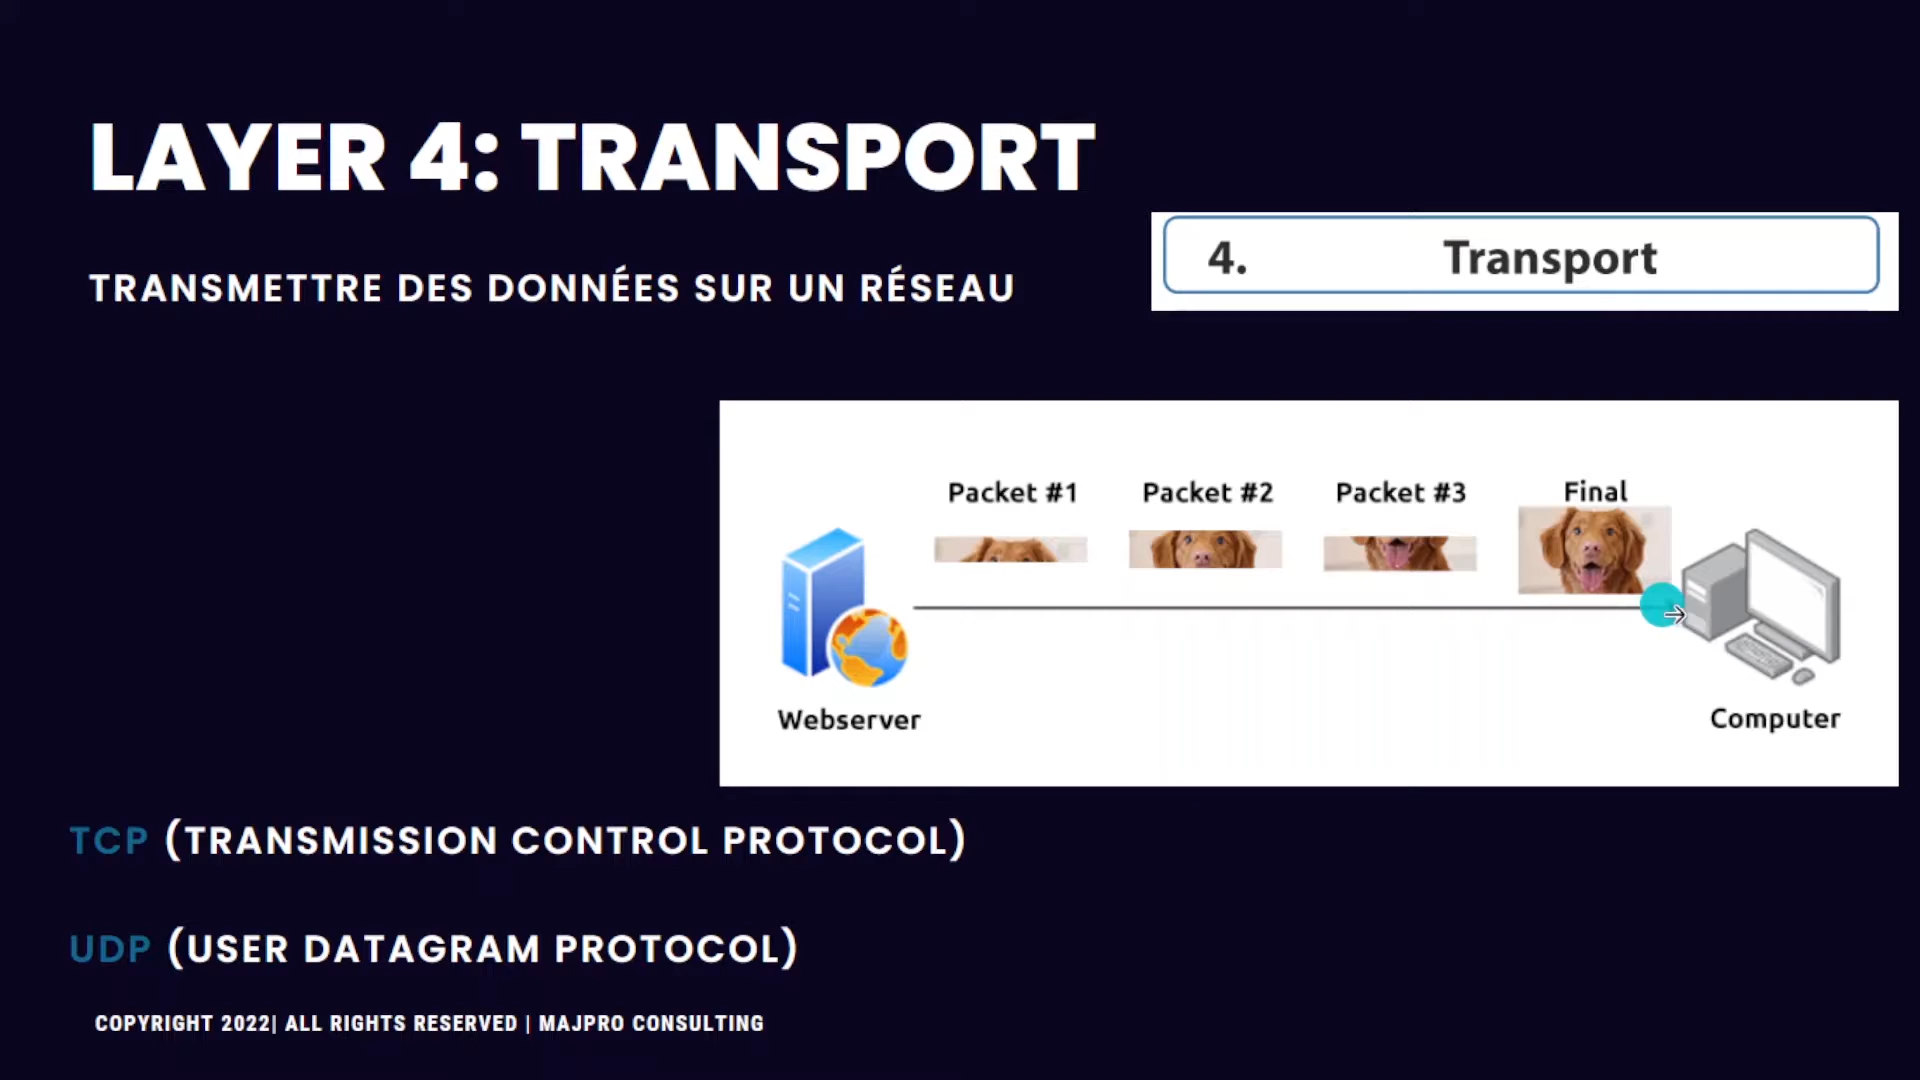 LAYER 4: TRANSPORT
TRANSMETTRE DES DONNÉES SUR UN RÉSEAU
4. Transport
Packet #1 Packet #2 Packet #3 Final
Webserver Computer
TCP (TRANSMISSION CONTROL PROTOCOL)
UDP (USER DATAGRAM PROTOCOL)
COPYRIGHT 2022| ALL RIGHTS RESERVED | MAJPRO CONSULTING